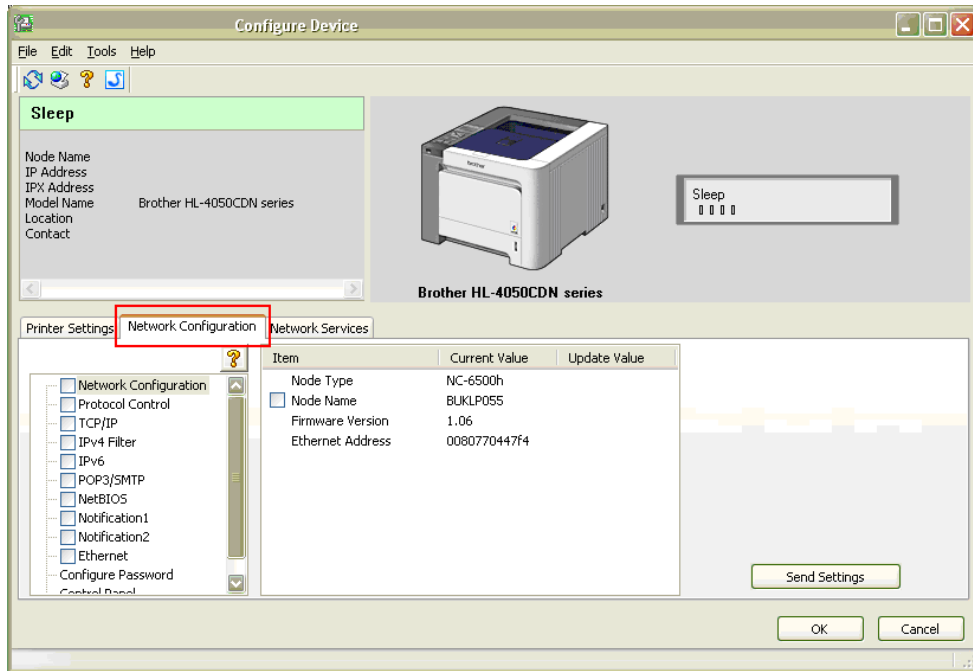 Configure Device
File Edit Tools Help
Sleep
Node Name
IP Address
IPX Address
Model Name Brother HL-4050CDN series
Location
Contact
brother
Sleep
Brother HL-4050CDN series
Printer Settings Network Configuration Network Services
Item Current Value Update Value
Network Configuration
Protocol Control
TCP/IP
IPv4 Filter
IPv6
POP3/SMTP
NetBIOS
Notification1
Notification2
Ethernet
Configure Password
Control Panel
Node Type NC-6500h
Node Name BUKLP055
Firmware Version 1.06
Ethernet Address 0080770447f4
Send Settings
OK Cancel